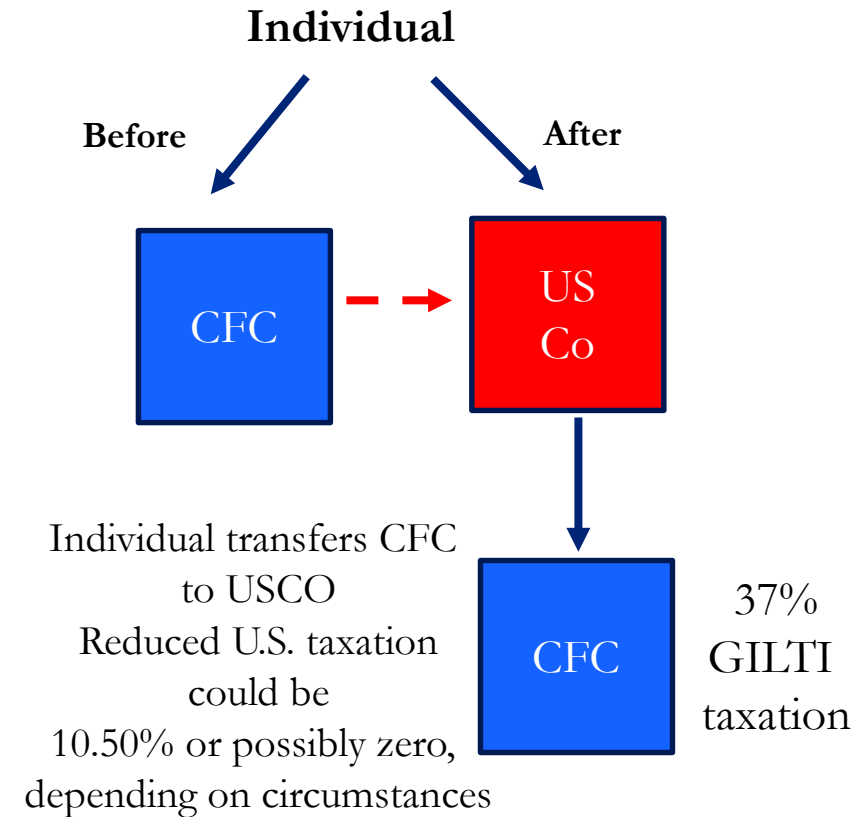 Individual
Before
After
CFC
US
Co
Individual transfers CFC
to USCO
Reduced U.S. taxation
could be
10.50% or possibly zero,
depending on circumstances
CFC
37%
GILTI
taxation